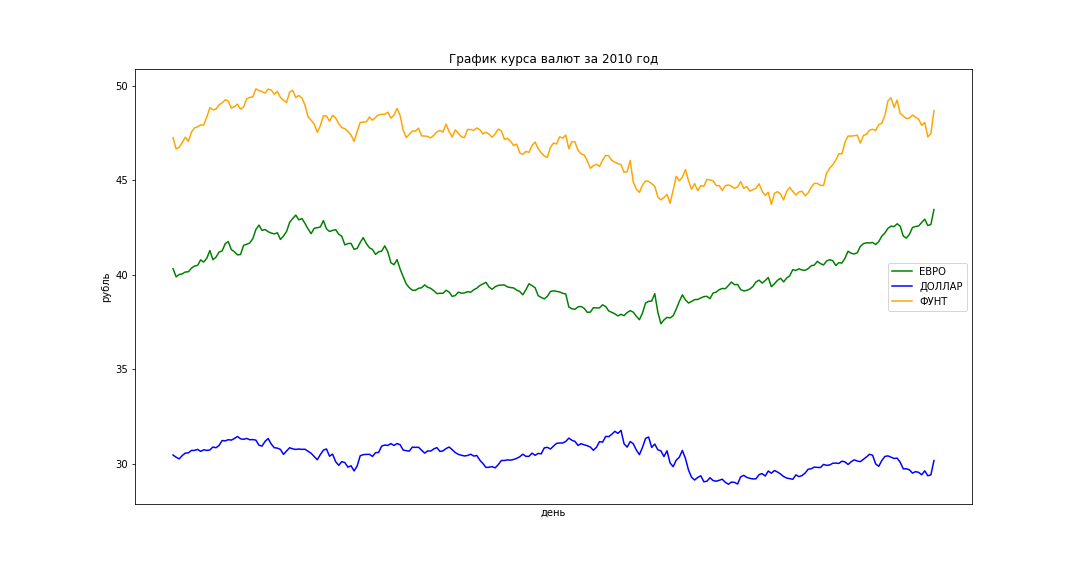 График курса валют за 2010 год
50
45
40
35
30
рубль
день
ЕВРО
ДОЛЛАР
ФУНТ